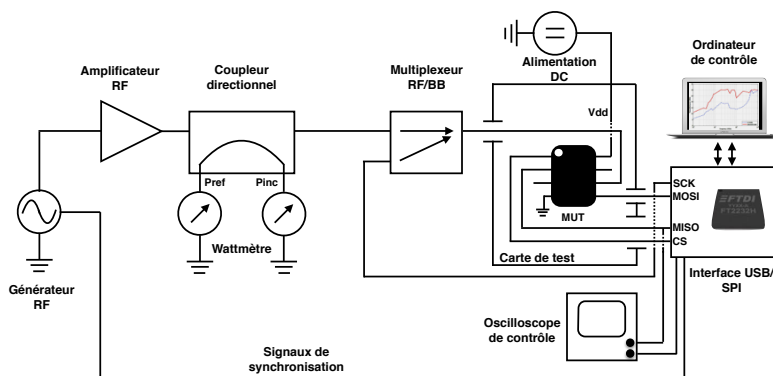 Amplificateur
RF
Coupleur
directionnel
Multiplexeur
RF/BB
Alimentation
DC
Vdd
Ordinateur
de contrôle
Pref
Pinc
Wattmètre
Générateur
RF
MUT
SCK
MOSI
MISO
CS
FTDI
FT2232H
Carte de test
Interface USB/
SPI
Oscilloscope
de contrôle
Signaux de
synchronisation